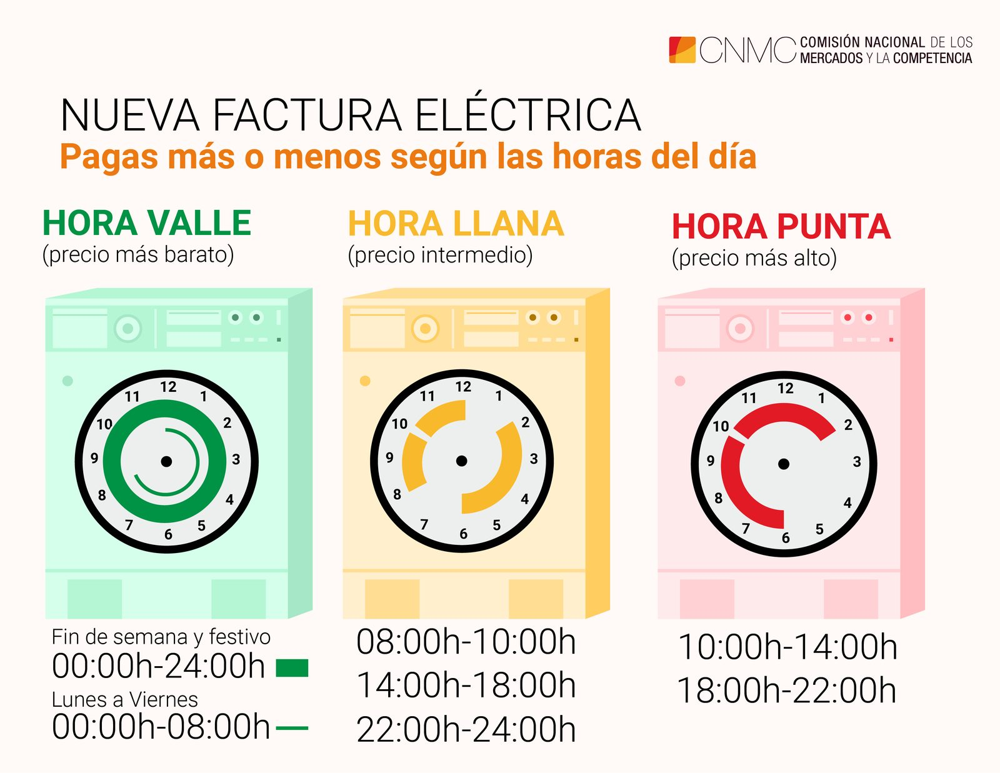 CNMC COMISIÓN NACIONAL DE LOS
MERCADOS Y LA COMPETENCIA
NUEVA FACTURA ELÉCTRICA
Pagas más o menos según las horas del día
HORA VALLE
(precio más barato)
12
1
2
3
4
5
6
7
8
9
10
11
Fin de semana y festivo
00:00h-24:00h
Lunes a Viernes
00:00h-08:00h
HORA LLANA
(precio intermedio)
12
1
2
3
4
5
6
7
8
9
10
11
08:00h-10:00h
14:00h-18:00h
22:00h-24:00h
HORA PUNTA
(precio más alto)
12
1
2
3
4
5
6
7
8
9
10
11
10:00h-14:00h
18:00h-22:00h